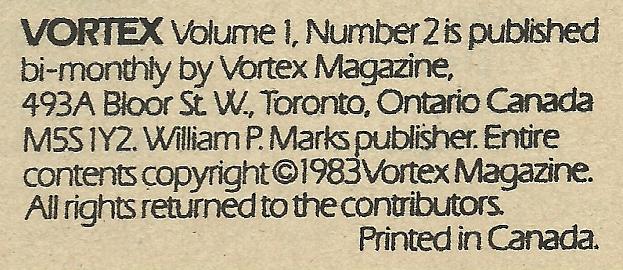 VORTEX Volume 1, Number 2 is published
bi-monthly by Vortex Magazine,
493A Bloor St. W., Toronto, Ontario Canada
M5S 1Y2. William P. Marks publisher. Entire
contents copyright ©1983 Vortex Magazine.
All rights returned to the contributors.
Printed in Canada.